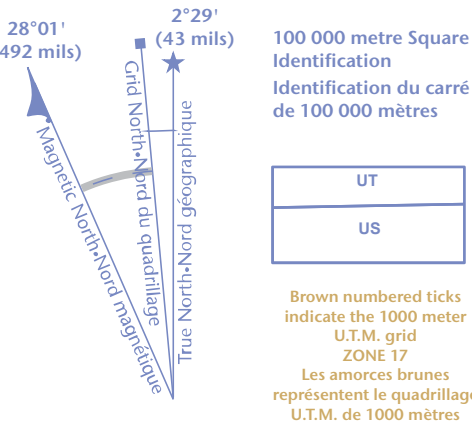 28°01'
492 mils)
2°29'
(43 mils)
Magnetic North•Nord magnétique
Grid North•Nord du quadrillage
True North•Nord géographique
100 000 metre Square
Identification
Identification du carré
de 100 000 mètres
UT
US
Brown numbered ticks
indicate the 1000 meter
U.T.M. grid
ZONE 17
Les amorces brunes
représentent le quadrillage
U.T.M. de 1000 mètres